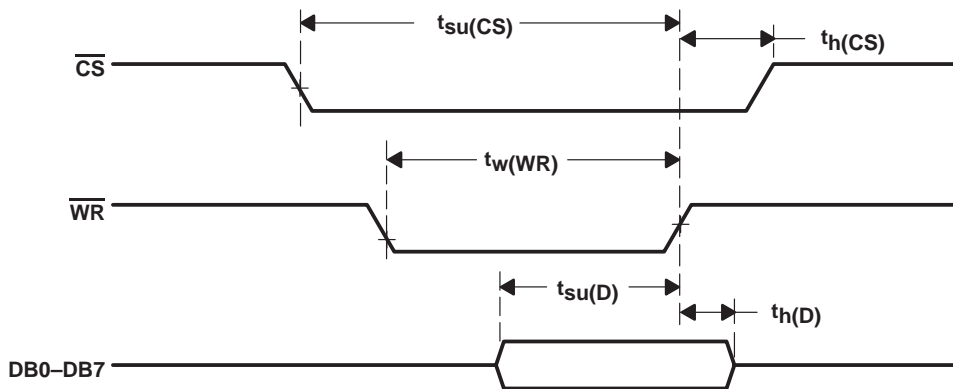 tsu(CS)
th(CS)
CS
tw(WR)
WR
tsu(D)
th(D)
DB0–DB7